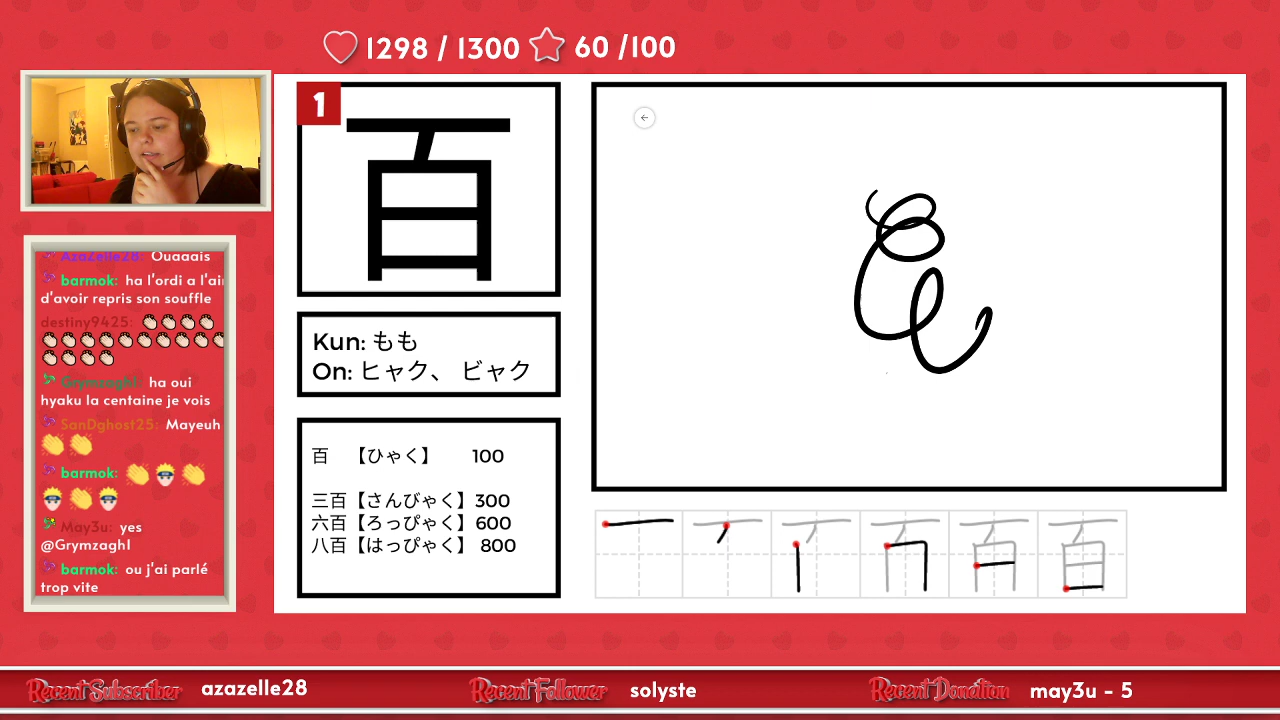 1298 / 1300
60 /100
1
百
Kun: もも
On: ヒャク、 ビャク
百 【ひゃく】 100
三百【さんびゃく】300
六百【ろっぴゃく】600
八百【はっぴゃく】 800
AzaZelle28: Ouaaais
barmok: ha l'ordi a l'air
d'avoir repris son souffle
destiny9425:
Grymzagh1: ha oui
hyaku la centaine je vois
SanDghost25: Mayeuh
barmok:
May3u: yes
@Grymzagh1
barmok: ou j'ai parlé
trop vite
Recent Subscriber azazelle28
Recent Follower solyste
Recent Donation may3u - 5